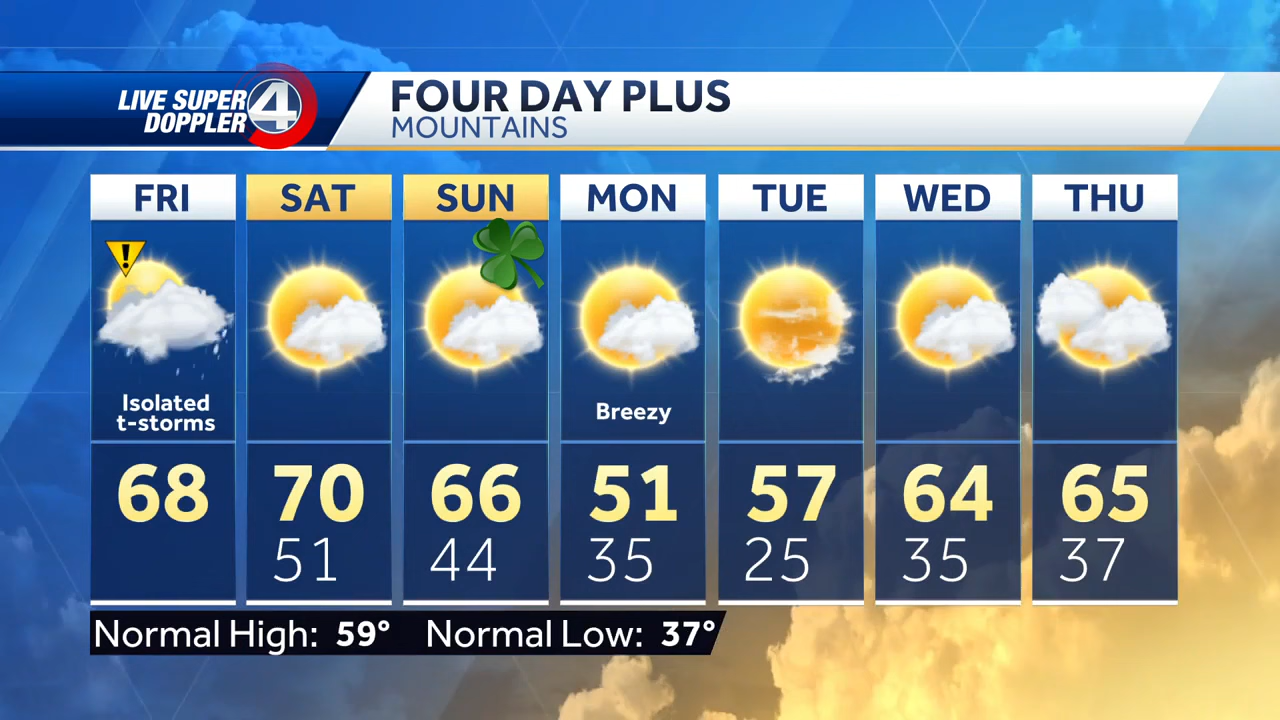 LIVE SUPER
DOPPLER 4
FOUR DAY PLUS
MOUNTAINS
FRI
SAT
SUN
MON
TUE
WED
THU
!
Isolated
t-storms
Breezy
68
70
66
51
57
64
65
51
44
35
25
35
37
Normal High: 59° Normal Low: 37°